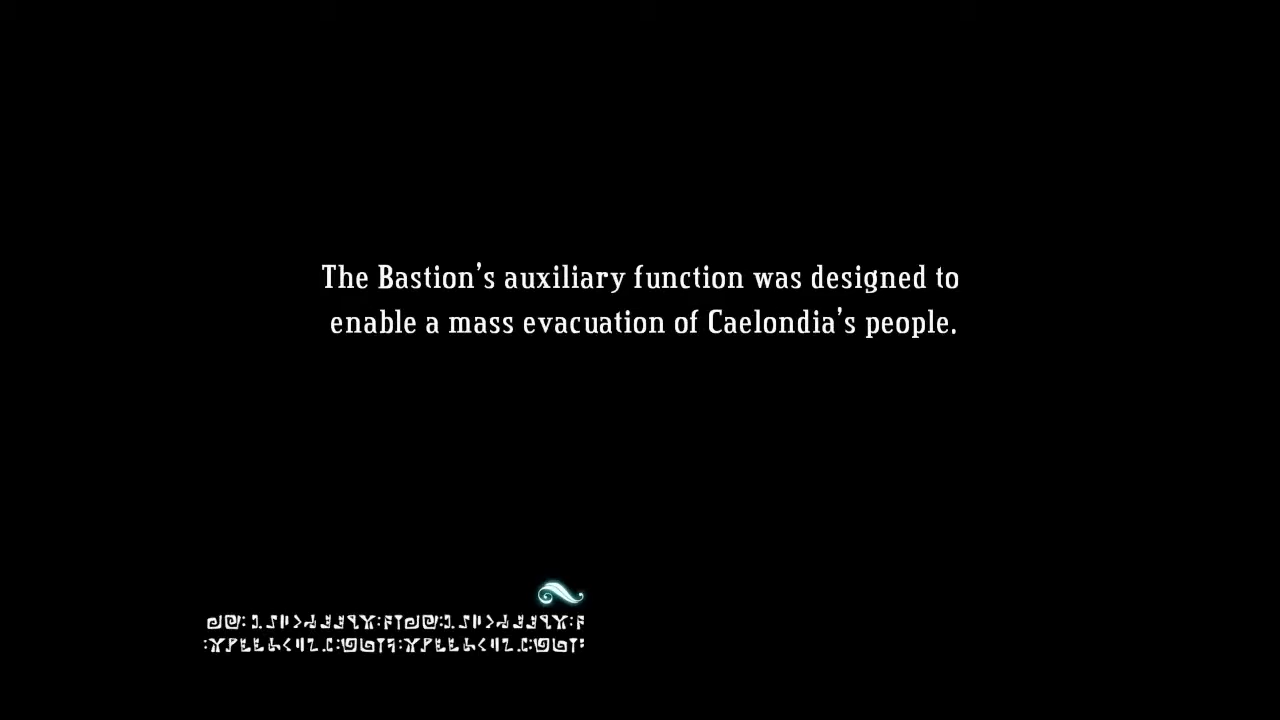 The Bastion's auxiliary function was designed to
enable a mass evacuation of Caelondia's people.